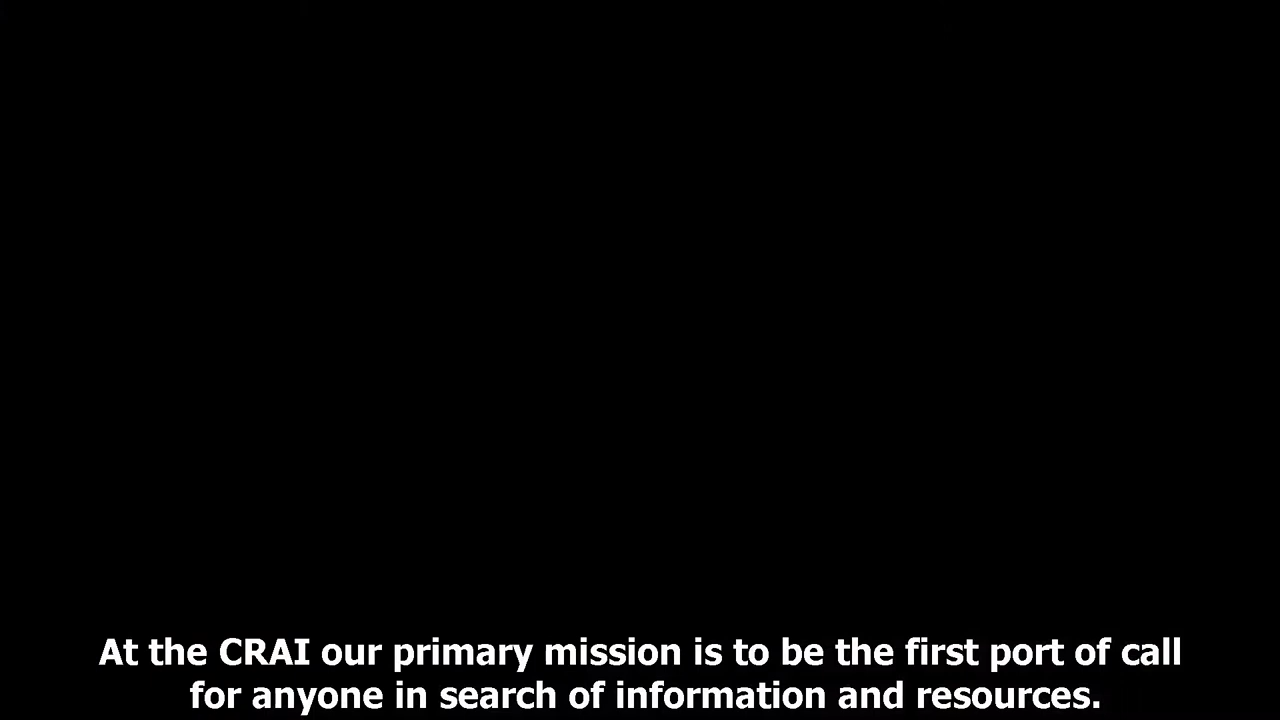 At the CRAI our primary mission is to be the first port of call
for anyone in search of information and resources.